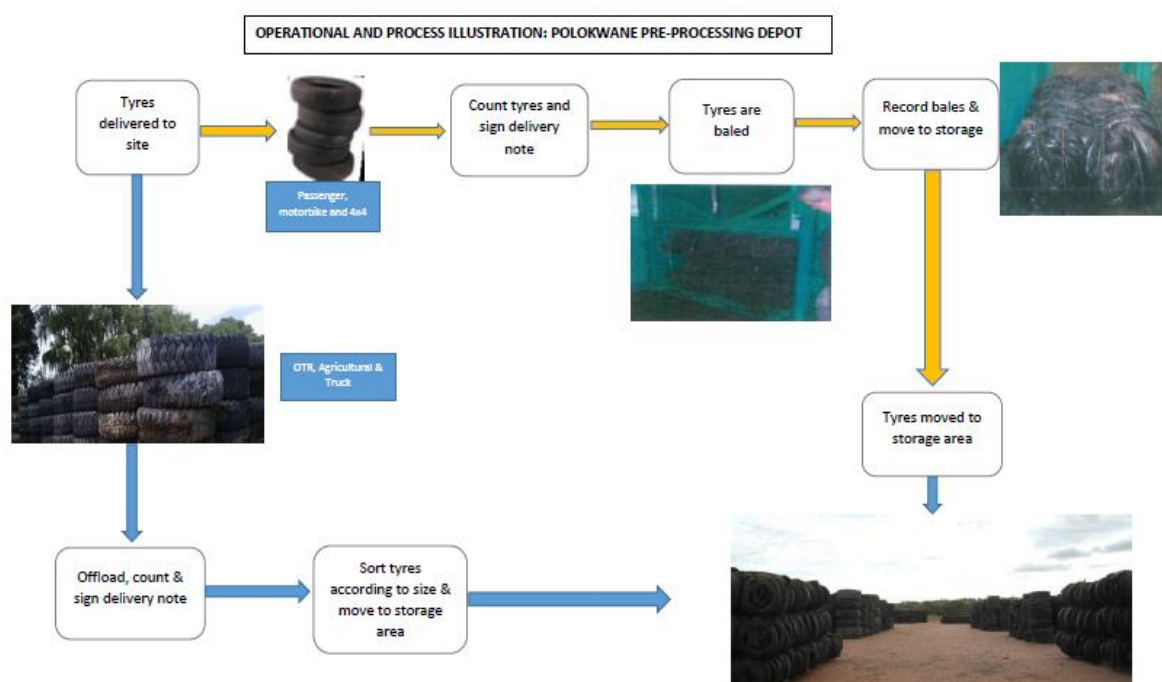 OPERATIONAL AND PROCESS ILLUSTRATION: POLOKWANE PRE-PROCESSING DEPOT
Tyres
delivered to
site
Passenger,
motorbike and 4x4
Count tyres and
sign delivery
note
Tyres are
baled
Record bales &
move to storage
OTR, Agricultural &
Truck
Tyres moved to
storage area
Offload, count &
sign delivery note
Sort tyres
according to size &
move to storage
area